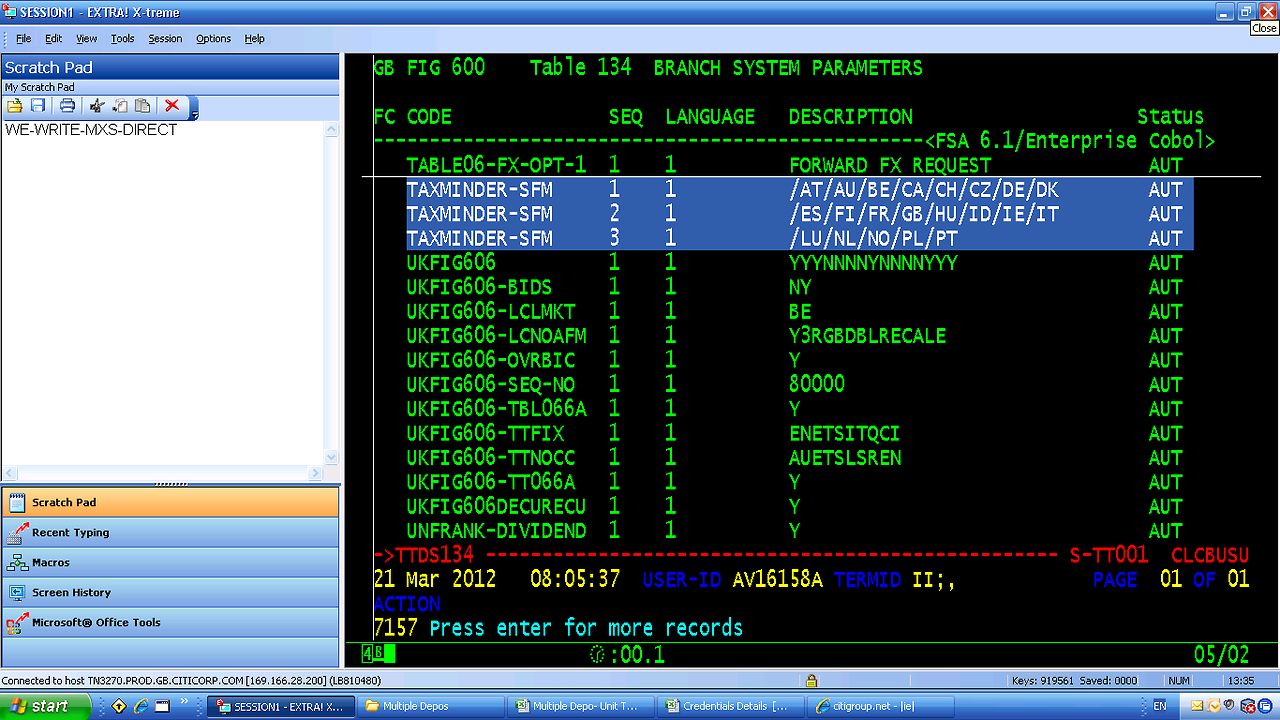 SESSION1 - EXTRA! X-treme
Close
File Edit View Tools Session Options Help
Scratch Pad
My Scratch Pad
WE-WRITE-MXS-DIRECT
Scratch Pad
Recent Typing
Macros
Screen History
Microsoft® Office Tools
GB FIG 600 Table 134 BRANCH SYSTEM PARAMETERS
FC CODE SEQ LANGUAGE DESCRIPTION Status
-------------------------------------------------<FSA 6.1/Enterprise Cobol>
TABLE06-FX-OPT-1 1 1 FORWARD FX REQUEST AUT
TAXMINDER-SFM 1 1 /AT/AU/BE/CA/CH/CZ/DE/DK AUT
TAXMINDER-SFM 2 1 /ES/FI/FR/GB/HU/ID/IE/IT AUT
TAXMINDER-SFM 3 1 /LU/NL/NO/PL/PT AUT
UKFIG606 1 1 YYYNNNNYNNNNYYY AUT
UKFIG606-BIDS 1 1 NY AUT
UKFIG606-LCLMKT 1 1 BE AUT
UKFIG606-LCNOAFM 1 1 Y3RGBDBLRECALE AUT
UKFIG606-OVRBIC 1 1 Y AUT
UKFIG606-SEQ-NO 1 1 80000 AUT
UKFIG606-TBL066A 1 1 Y AUT
UKFIG606-TTFIX 1 1 ENETSITQCI AUT
UKFIG606-TTNOCC 1 1 AUETSLSREN AUT
UKFIG606-TT066A 1 1 Y AUT
UKFIG606DECURECU 1 1 Y AUT
UNFRANK-DIVIDEND 1 1 Y AUT
->TTDS134 --------------------------------------------------- S-TT001 CLCBUSU
21 Mar 2012 08:05:37 USER-ID AV16158A TERMID II;, PAGE 01 OF 01
ACTION
7157 Press enter for more records
4B :00.1 05/02
Connected to host TN3270.PROD.GB.CITICORP.COM [169.166.28.200] (LB810480) Keys: 919561 Saved: 0000 NUM 13:35
start SESSION1 - EXTRA! X... Multiple Depos Multiple Depo- Unit T... Credentials Details [... citigroup.net - [ie] EN 720